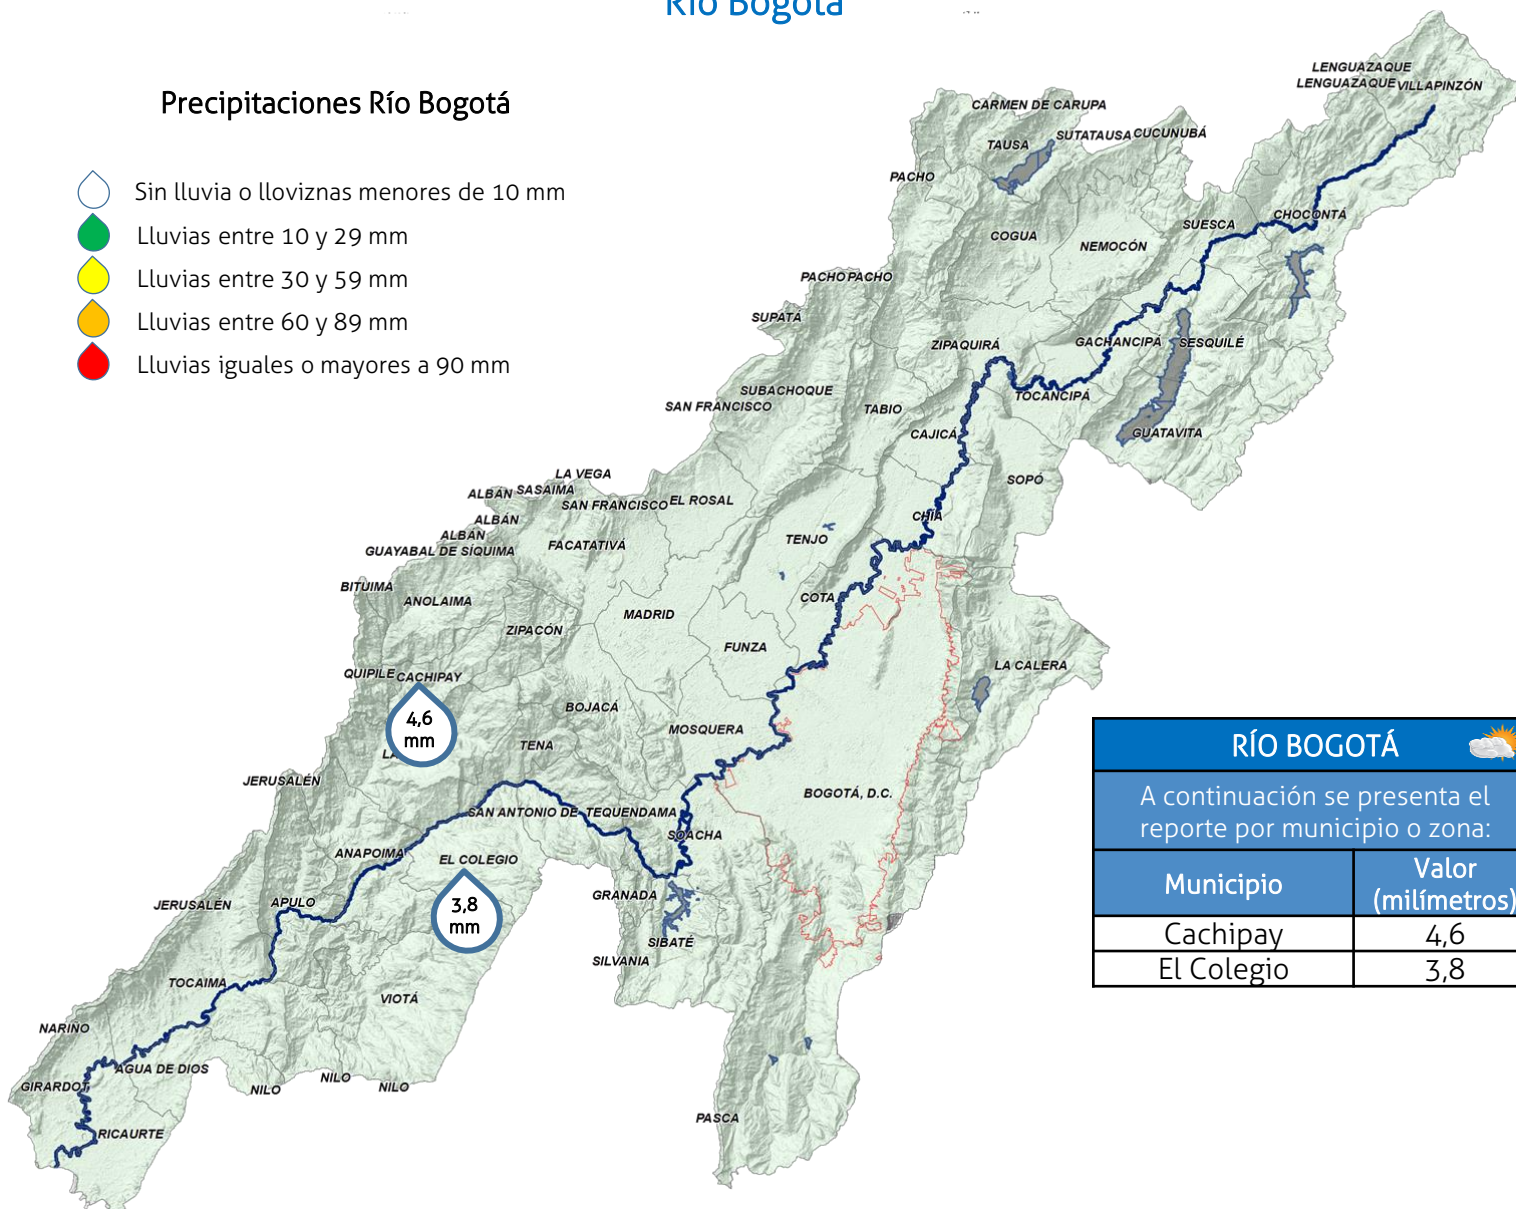 Río Bogotá
Precipitaciones Río Bogotá
Sin lluvia o lloviznas menores de 10 mm
Lluvias entre 10 y 29 mm
Lluvias entre 30 y 59 mm
Lluvias entre 60 y 89 mm
Lluvias iguales o mayores a 90 mm
LENGUAZAQUE
LENGUAZAQUE
VILLAPINZÓN
CARMEN DE CARUPA
SUTATAUSA
CUCUNUBÁ
TAUSA
PACHO
CHOCONTÁ
SUESCA
COGUA
NEMOCÓN
PACHO
PACHO
SUPATÁ
ZIPAQUIRÁ
GACHANCIPÁ
SESQUILÉ
SUBACHOQUE
SAN FRANCISCO
TABIO
TOCANCIPÁ
CAJICÁ
GUATAVITA
LA VEGA
SOPÓ
ALBÁN
SASAIMA
SAN FRANCISCO
EL ROSAL
ALBÁN
CHÍA
ALBÁN
GUAYABAL DE SÍQUIMA
FACATATIVÁ
TENJO
BITUIMA
ANOLAIMA
COTA
MADRID
ZIPACÓN
FUNZA
LA CALERA
QUIPILE
CACHIPAY
BOJACÁ
4,6
mm
MOSQUERA
TENA
JERUSALÉN
BOGOTÁ, D.C.
SAN ANTONIO DE TEQUENDAMA
SOACHA
ANAPOIMA
EL COLEGIO
GRANADA
JERUSALÉN
APULO
3,8
mm
SIBATÉ
SILVANIA
TOCAIMA
VIOTÁ
NARIÑO
AGUA DE DIOS
GIRARDOT
NILO
NILO
NILO
PASCA
RICAURTE
RÍO BOGOTÁ
A continuación se presenta el
reporte por municipio o zona:
Municipio
Valor
(milímetros)
Cachipay
4,6
El Colegio
3,8